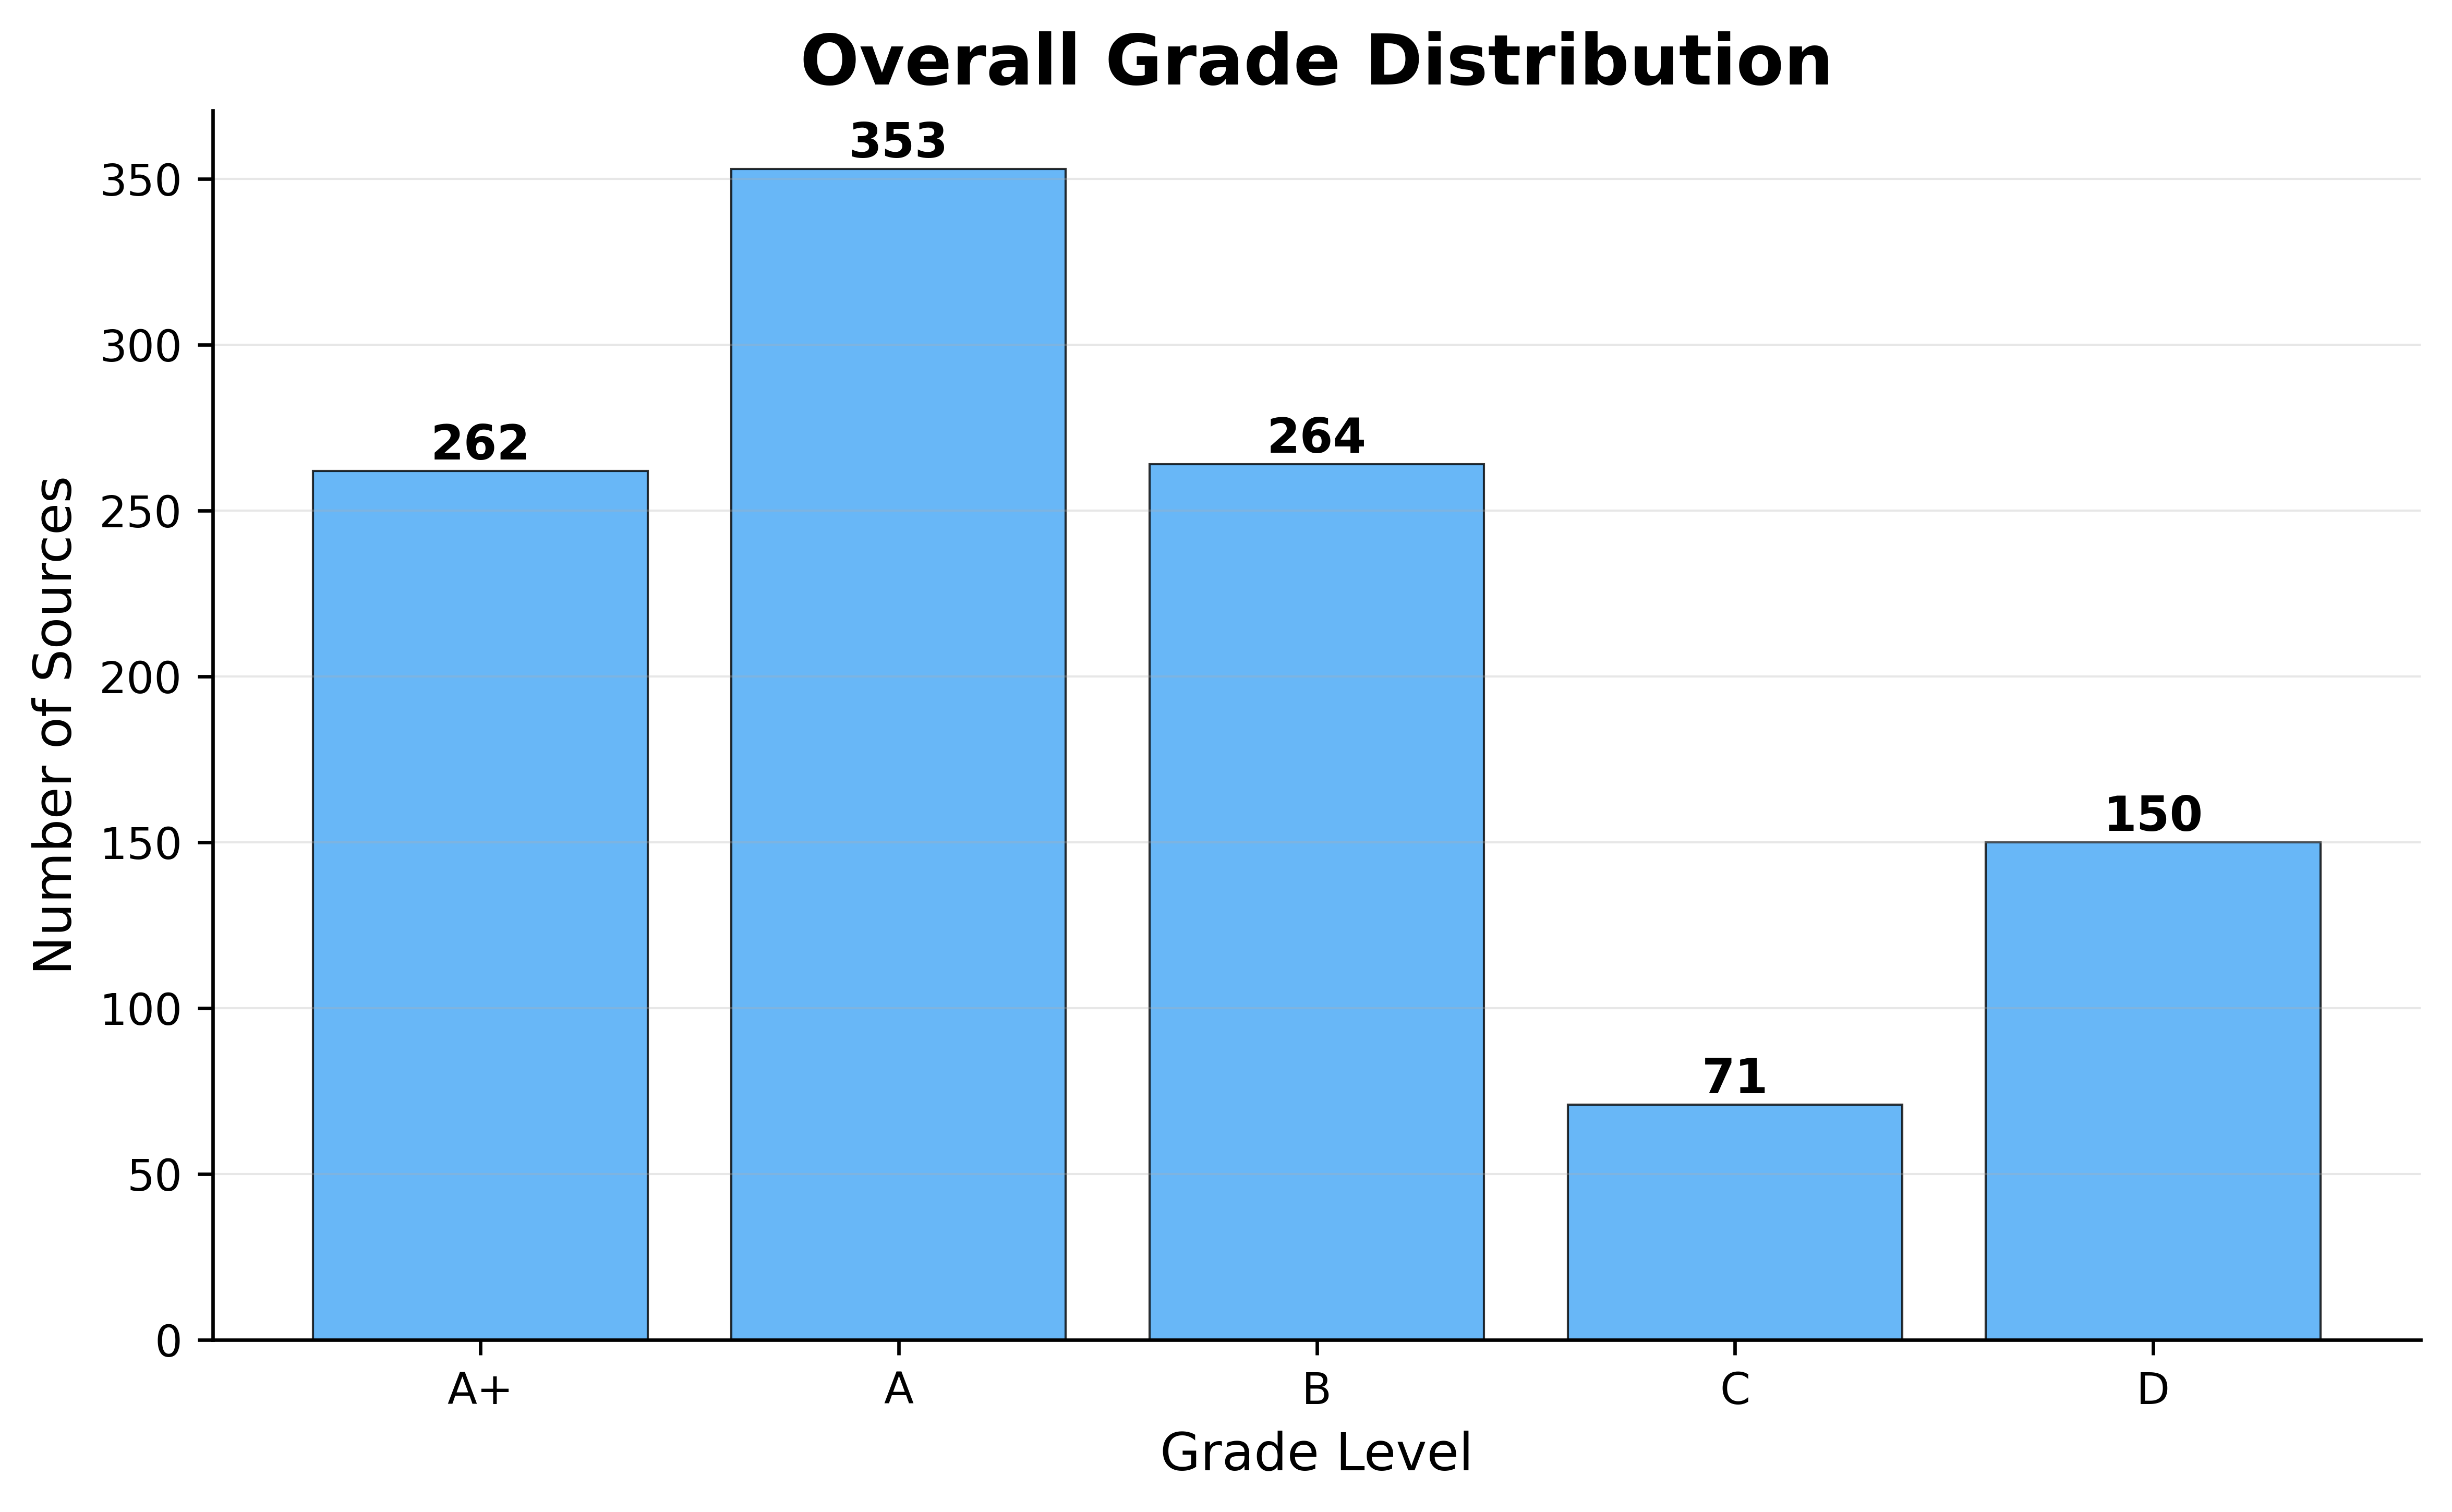 Overall Grade Distribution
Number of Sources
350
300
250
200
150
100
50
0
262
353
264
71
150
A+
A
B
C
D
Grade Level